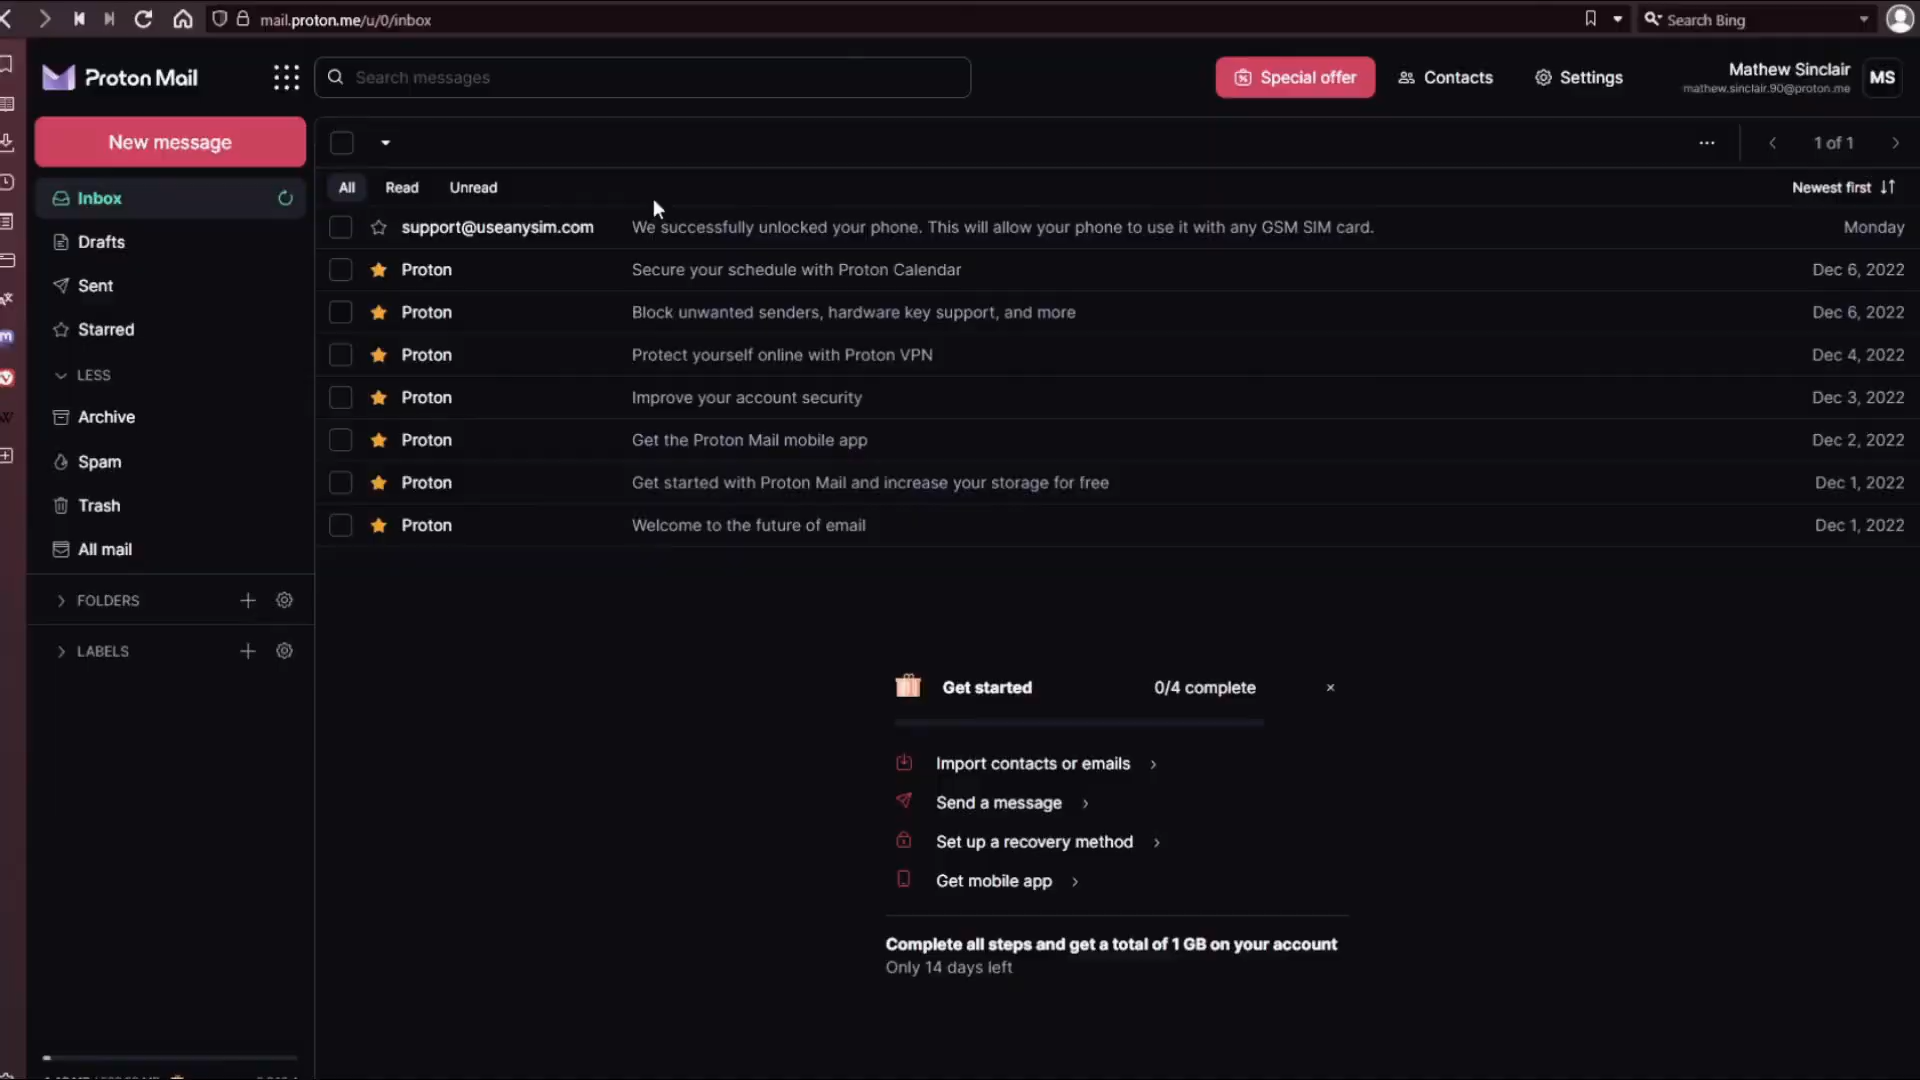 mail.proton.me/u/0/inbox
Search Bing
Proton Mail
Search messages
Special offer
Contacts
Settings
Mathew Sinclair
mathew.sinclair.90@proton.me
MS
New message
1 of 1
Inbox
All Read Unread
Newest first
support@useanysim.com We successfully unlocked your phone. This will allow your phone to use it with any GSM SIM card. Monday
Drafts
Proton Secure your schedule with Proton Calendar Dec 6, 2022
Sent
Proton Block unwanted senders, hardware key support, and more Dec 6, 2022
Starred
Proton Protect yourself online with Proton VPN Dec 4, 2022
LESS
Proton Improve your account security Dec 3, 2022
Archive
Proton Get the Proton Mail mobile app Dec 2, 2022
Spam
Proton Get started with Proton Mail and increase your storage for free Dec 1, 2022
Trash
Proton Welcome to the future of email Dec 1, 2022
All mail
FOLDERS
LABELS
Get started 0/4 complete
Import contacts or emails
Send a message
Set up a recovery method
Get mobile app
Complete all steps and get a total of 1 GB on your account
Only 14 days left